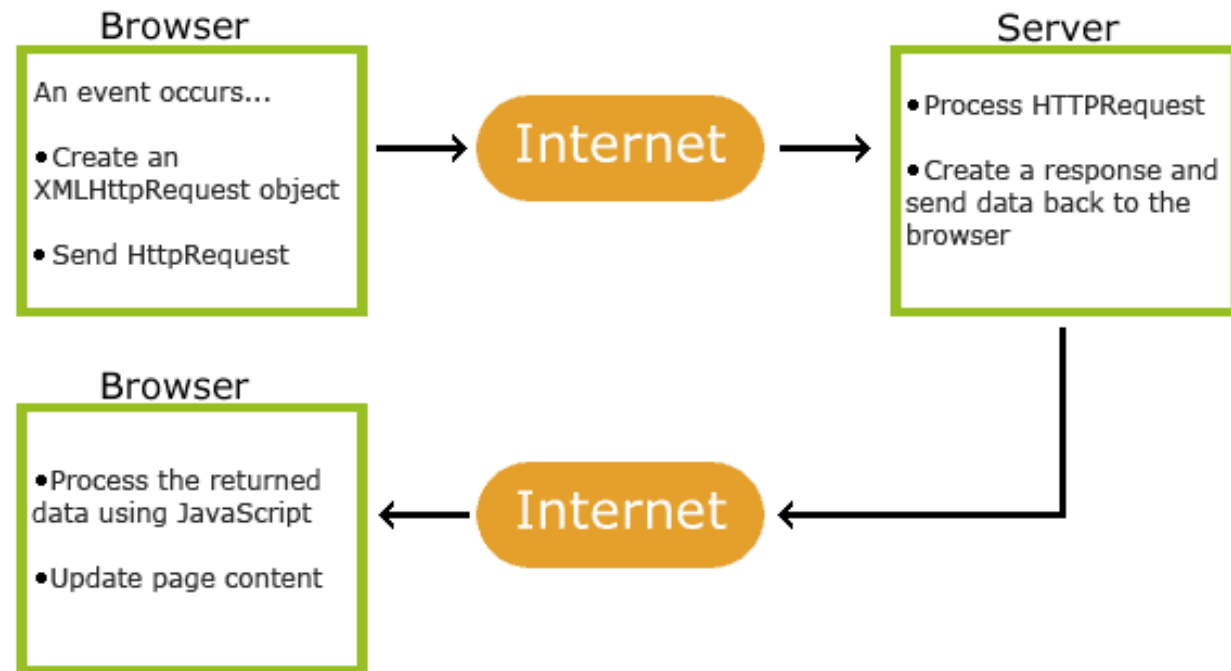 Browser
An event occurs...
•Create an
XMLHttpRequest object
• Send HttpRequest
Internet
Server
•Process HTTPRequest
•Create a response and
send data back to the
browser
Browser
•Process the returned
data using JavaScript
•Update page content
Internet